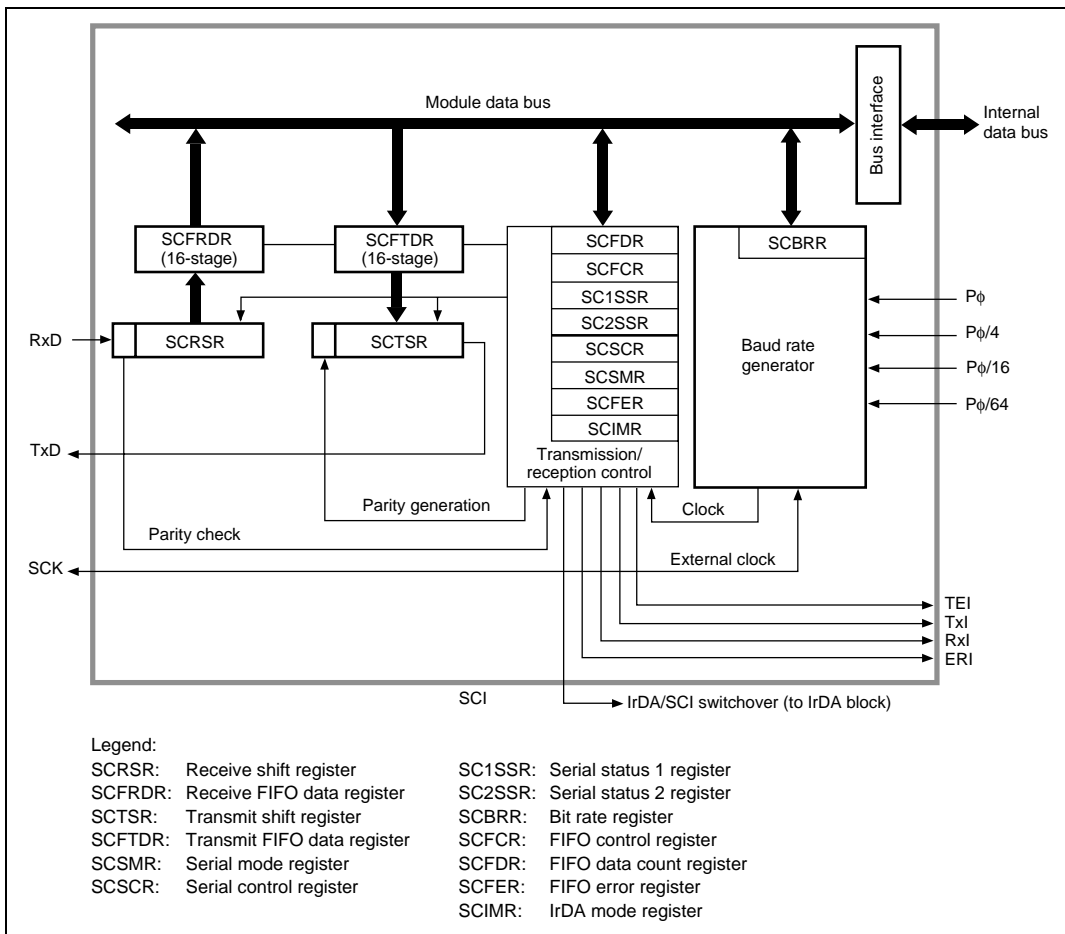 Module data bus
Bus interface
Internal
data bus
SCFRDR
(16-stage)
SCFTDR
(16-stage)
SCFDR
SCFCR
SC1SSR
SC2SSR
SCSCR
SCSMR
SCFER
SCIMR
Transmission/
reception control
SCBRR
Baud rate
generator
Pϕ
Pϕ/4
Pϕ/16
Pϕ/64
RxD
SCRSR
SCTSR
TxD
Parity generation
Clock
Parity check
SCK
External clock
TEI
TxI
RxI
ERI
SCI
IrDA/SCI switchover (to IrDA block)
Legend:
SCRSR: Receive shift register
SCFRDR: Receive FIFO data register
SCTSR: Transmit shift register
SCFTDR: Transmit FIFO data register
SCSMR: Serial mode register
SCSCR: Serial control register
SC1SSR: Serial status 1 register
SC2SSR: Serial status 2 register
SCBRR: Bit rate register
SCFCR: FIFO control register
SCFDR: FIFO data count register
SCFER: FIFO error register
SCIMR: IrDA mode register